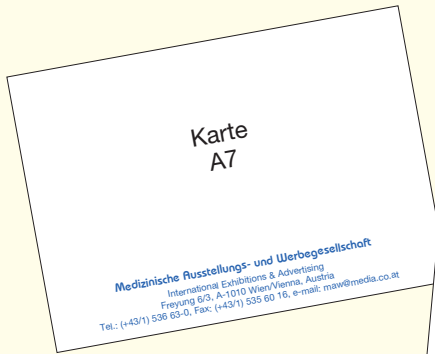 Karte
A7
Medizinische Ausstellungs- und Werbegesellschaft
International Exhibitions & Advertising
Freyung 6/3, A-1010 Wien/Vienna, Austria
Tel.: (+43/1) 536 63-0, Fax: (+43/1) 535 60 16, e-mail: maw@media.co.at